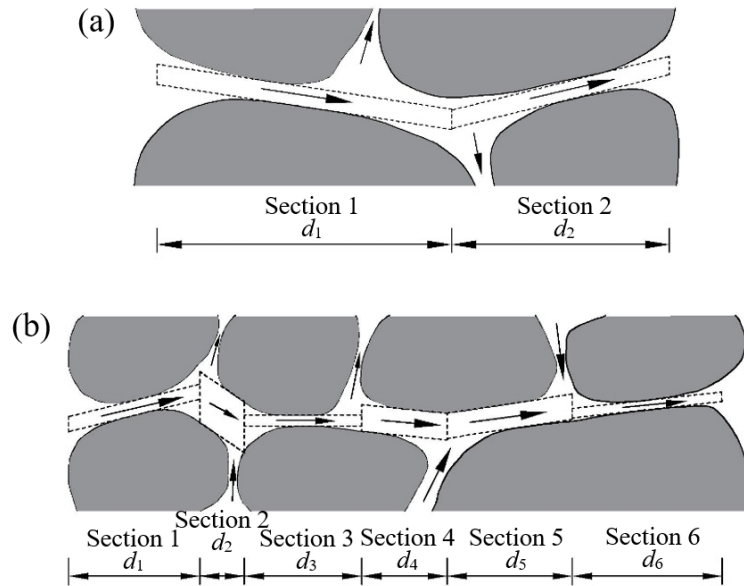 (a)
Section 1 Section 2
d₁ d₂
(b)
Section 1 Section 2 Section 3 Section 4 Section 5 Section 6
d₁ d₂ d₃ d₄ d₅ d₆